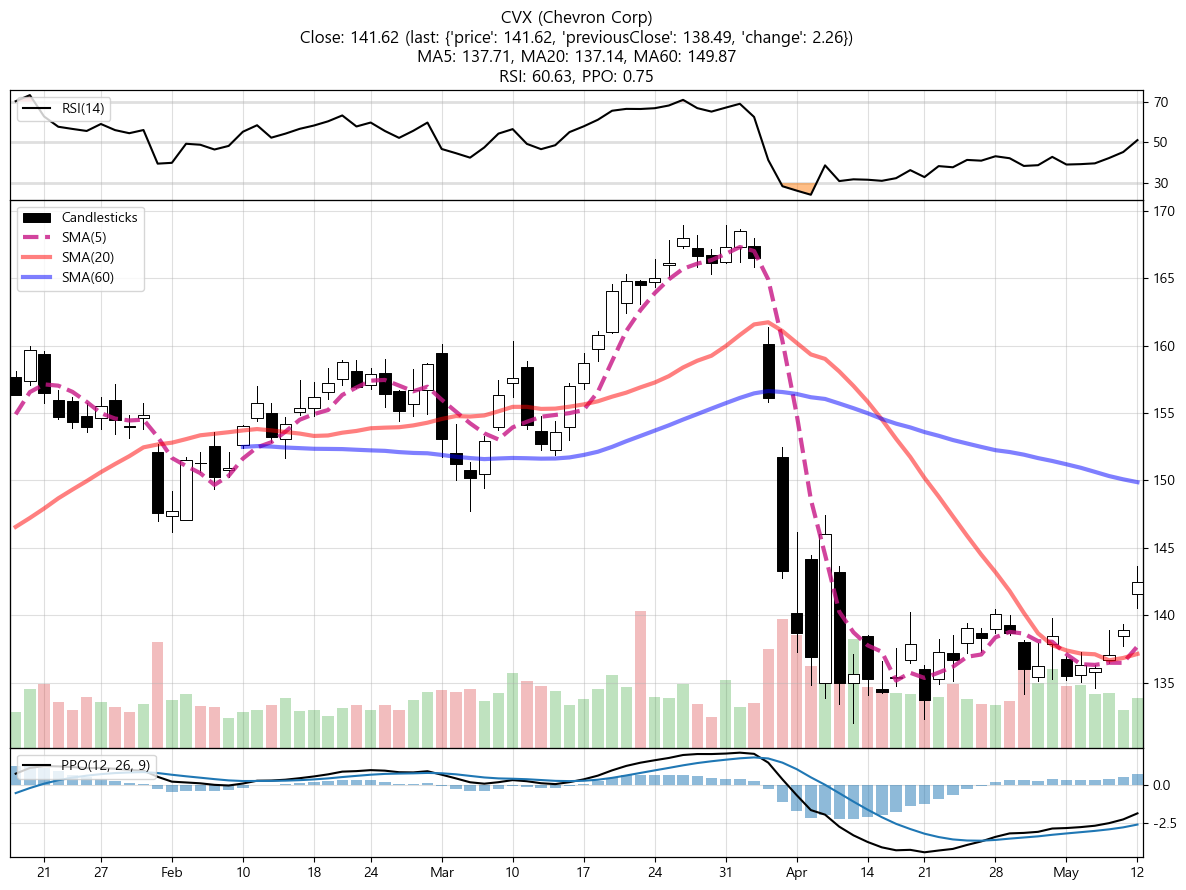 CVX (Chevron Corp)
Close: 141.62 (last: {'price': 141.62, 'previousClose': 138.49, 'change': 2.26})
MA5: 137.71, MA20: 137.14, MA60: 149.87
RSI: 60.63, PPO: 0.75
RSI(14)
70
50
30
Candlesticks
SMA(5)
SMA(20)
SMA(60)
170
165
160
155
150
145
140
135
PPO(12, 26, 9)
0.0
-2.5
21 27 Feb 10 18 24 Mar 10 17 24 31 Apr 14 21 28 May 12